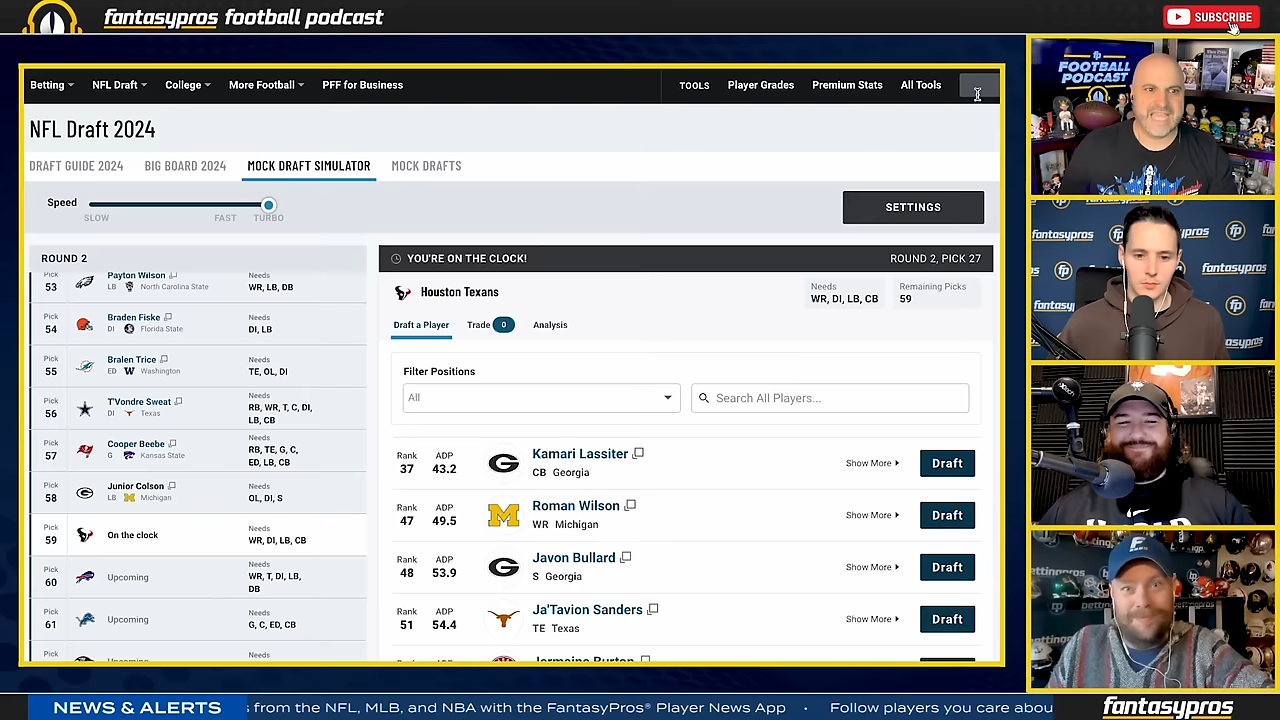 fantasypros football podcast
SUBSCRIBE
Betting NFL Draft College More Football PFF for Business TOOLS Player Grades Premium Stats All Tools
NFL Draft 2024
DRAFT GUIDE 2024 BIG BOARD 2024 MOCK DRAFT SIMULATOR MOCK DRAFTS
Speed
SLOW FAST TURBO
SETTINGS
ROUND 2
Pick 53 Payton Wilson LB North Carolina State Needs WR, LB, DB
Pick 54 Braden Fiske DI Florida State Needs DI, LB
Pick 55 Bralen Trice ED Washington Needs TE, OL, DI
Pick 56 T'Vondre Sweat DI Texas Needs RB, WR, T, C, DI, LB, CB
Pick 57 Cooper Beebe G Kansas State Needs RB, TE, G, C, ED, LB, CB
Pick 58 Junior Colson LB Michigan Needs OL, DI, S
Pick 59 On the clock Needs WR, DI, LB, CB
Pick 60 Upcoming Needs WR, T, DI, LB, DB
Pick 61 Upcoming Needs G, C, ED, CB
Pick Upcoming Needs
YOU'RE ON THE CLOCK! ROUND 2, PICK 27
Houston Texans
Needs
WR, DI, LB, CB
Remaining Picks
59
Draft a Player Trade 0 Analysis
Filter Positions
All
Search All Players...
Rank 37 ADP 43.2 G Kamari Lassiter CB Georgia Show More Draft
Rank 47 ADP 49.5 M Roman Wilson WR Michigan Show More Draft
Rank 48 ADP 53.9 G Javon Bullard S Georgia Show More Draft
Rank 51 ADP 54.4 Ja'Tavion Sanders TE Texas Show More Draft
Rank ADP Jermaine Burton
fp
FOOTBALL
PODCAST
fantasypros
fp
fantasypros
fp
bettingpros
NEWS & ALERTS
s from the NFL, MLB, and NBA with the FantasyPros® Player News App • Follow players you care abou
fantasypros